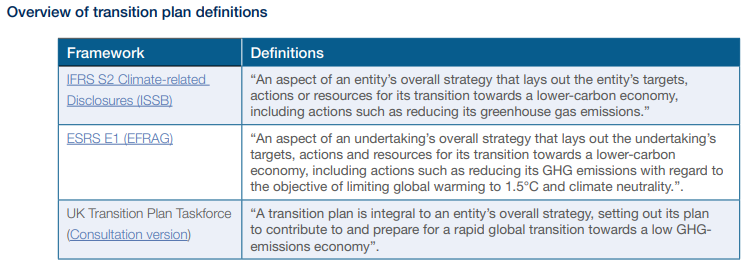 Overview of transition plan definitions
Framework
Definitions
IFRS S2 Climate-related
Disclosures (ISSB)
“An aspect of an entity’s overall strategy that lays out the entity’s targets,
actions or resources for its transition towards a lower-carbon economy,
including actions such as reducing its greenhouse gas emissions.”
ESRS E1 (EFRAG)
“An aspect of an undertaking’s overall strategy that lays out the undertaking’s
targets, actions and resources for its transition towards a lower-carbon
economy, including actions such as reducing its GHG emissions with regard to
the objective of limiting global warming to 1.5°C and climate neutrality.”.
UK Transition Plan Taskforce
(Consultation version)
“A transition plan is integral to an entity’s overall strategy, setting out its plan
to contribute to and prepare for a rapid global transition towards a low GHG-
emissions economy”.